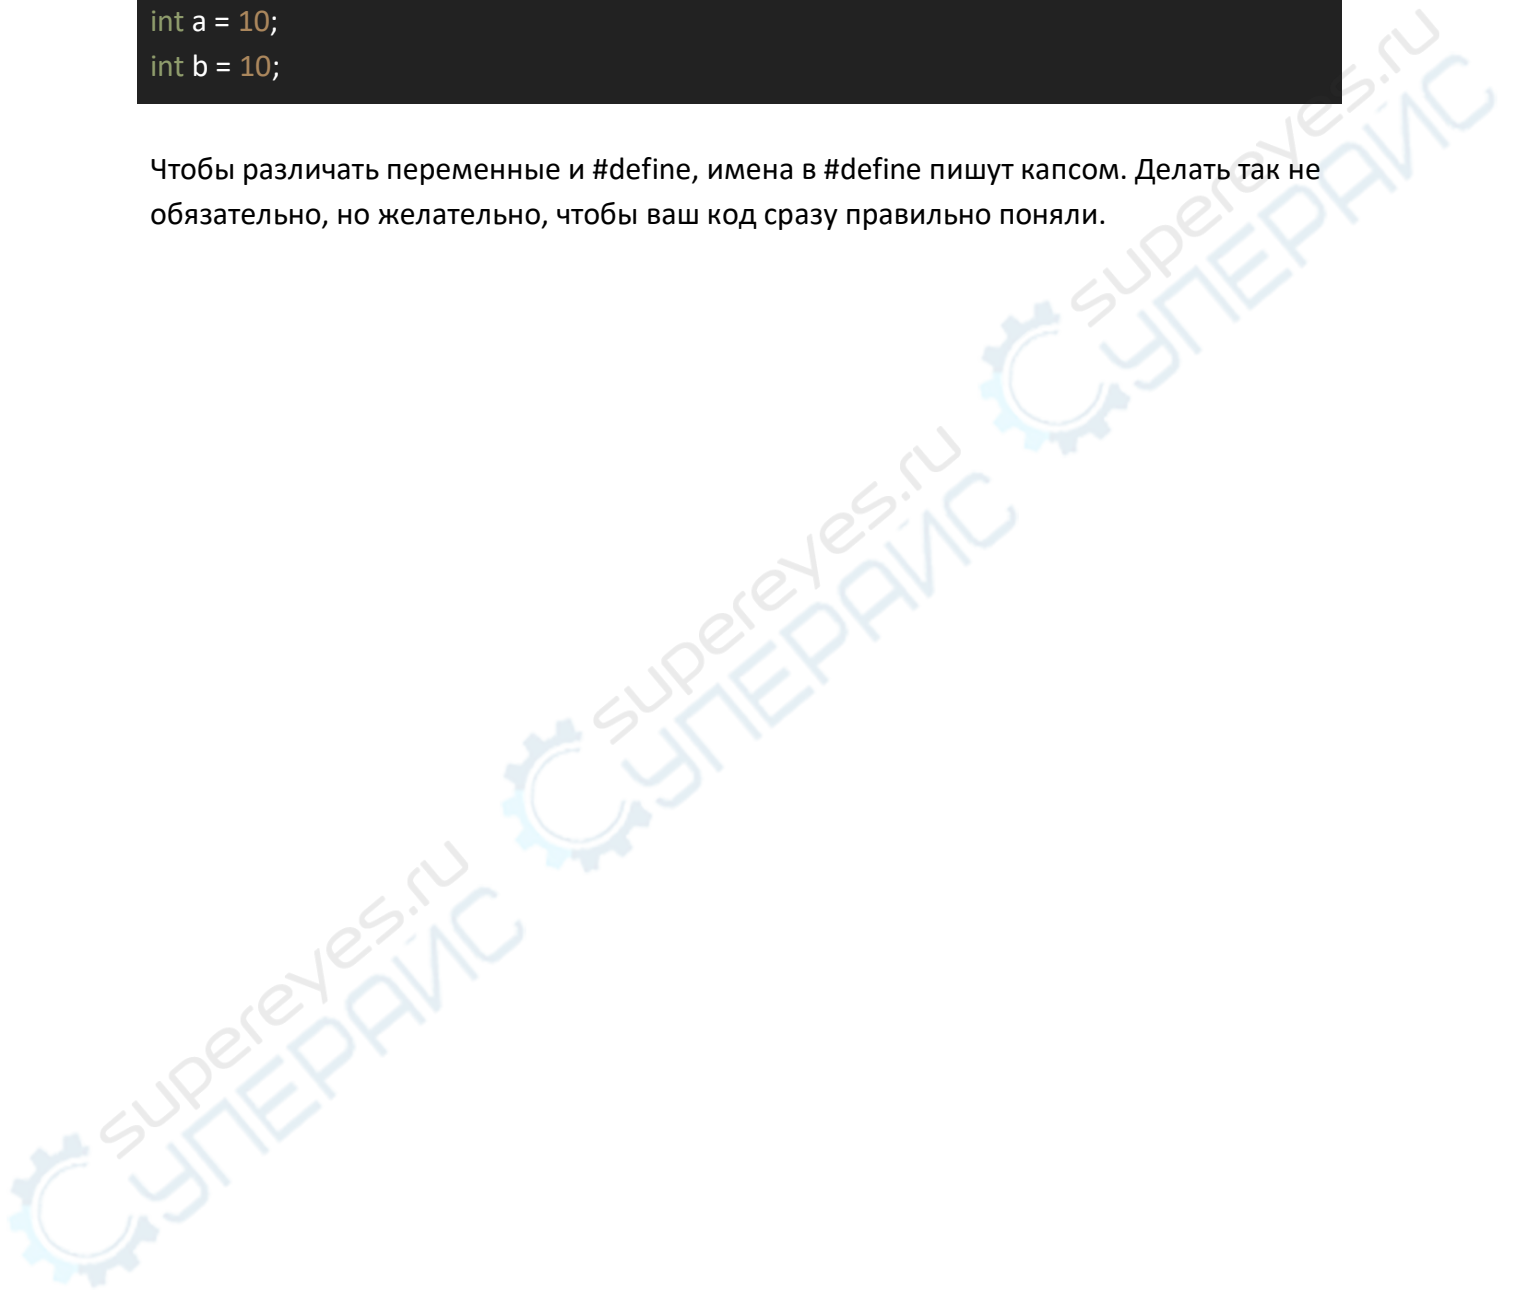 int a = 10;
int b = 10;
Чтобы различать переменные и #define, имена в #define пишут капсом. Делать так не
обязательно, но желательно, чтобы ваш код сразу правильно поняли.
supereyes.ru
СУПЕРАЙС
supereyes.ru
СУПЕРАЙС
supereyes.ru
СУПЕРАЙС